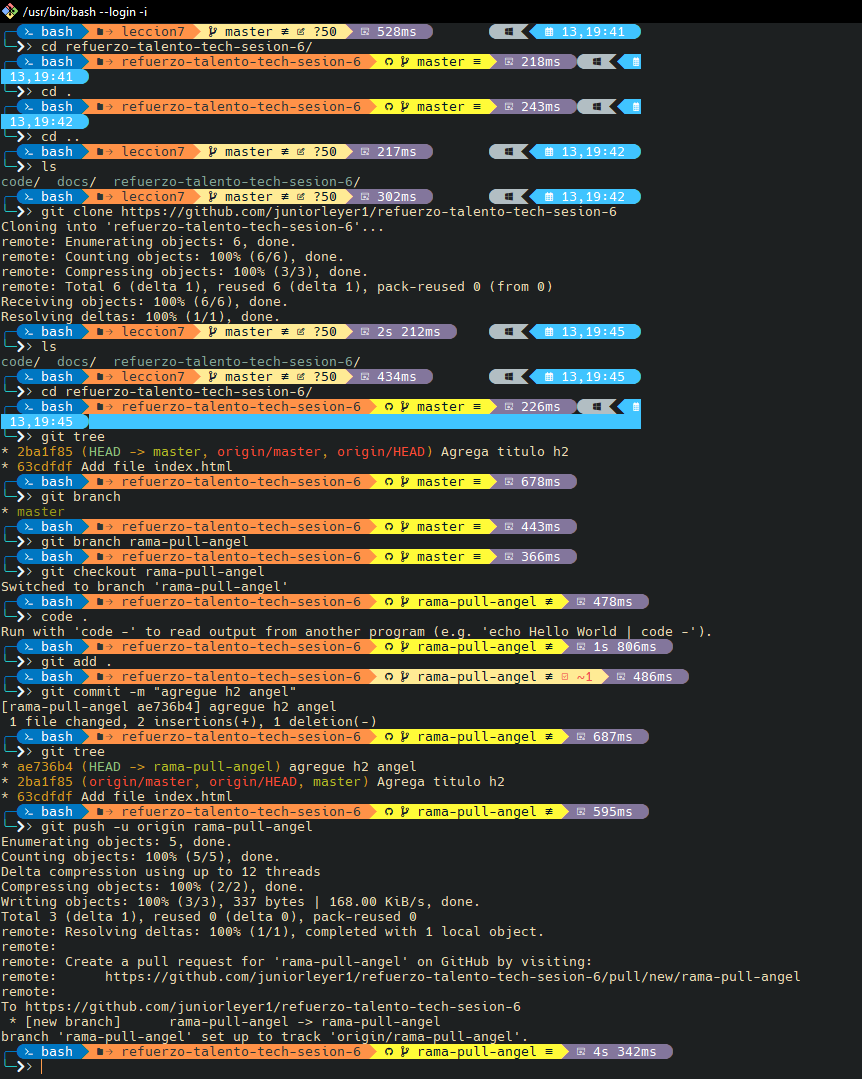 /usr/bin/bash --login -i
bash leccion7 master ≢ ?50 528ms 13,19:41
cd refuerzo-talento-tech-sesion-6/
bash refuerzo-talento-tech-sesion-6 master ≡ 218ms
13,19:41
cd .
bash refuerzo-talento-tech-sesion-6 master ≡ 243ms
13,19:42
cd ..
bash leccion7 master ≢ ?50 217ms 13,19:42
ls
code/  docs/  refuerzo-talento-tech-sesion-6/
bash leccion7 master ≢ ?50 302ms 13,19:42
git clone https://github.com/juniorleyer1/refuerzo-talento-tech-sesion-6
Cloning into 'refuerzo-talento-tech-sesion-6'...
remote: Enumerating objects: 6, done.
remote: Counting objects: 100% (6/6), done.
remote: Compressing objects: 100% (3/3), done.
remote: Total 6 (delta 1), reused 6 (delta 1), pack-reused 0 (from 0)
Receiving objects: 100% (6/6), done.
Resolving deltas: 100% (1/1), done.
bash leccion7 master ≢ ?50 2s 212ms 13,19:45
ls
code/  docs/  refuerzo-talento-tech-sesion-6/
bash leccion7 master ≢ ?50 434ms 13,19:45
cd refuerzo-talento-tech-sesion-6/
bash refuerzo-talento-tech-sesion-6 master ≡ 226ms
13,19:45
git tree
* 2ba1f85 (HEAD -> master, origin/master, origin/HEAD) Agrega titulo h2
* 63cdfdf Add file index.html
bash refuerzo-talento-tech-sesion-6 master ≡ 678ms
git branch
* master
bash refuerzo-talento-tech-sesion-6 master ≡ 443ms
git branch rama-pull-angel
bash refuerzo-talento-tech-sesion-6 master ≡ 366ms
git checkout rama-pull-angel
Switched to branch 'rama-pull-angel'
bash refuerzo-talento-tech-sesion-6 rama-pull-angel ≢ 478ms
code .
Run with 'code -' to read output from another program (e.g. 'echo Hello World | code -').
bash refuerzo-talento-tech-sesion-6 rama-pull-angel ≢ 1s 806ms
git add .
bash refuerzo-talento-tech-sesion-6 rama-pull-angel ≢ ~1 486ms
git commit -m "agregue h2 angel"
[rama-pull-angel ae736b4] agregue h2 angel
 1 file changed, 2 insertions(+), 1 deletion(-)
bash refuerzo-talento-tech-sesion-6 rama-pull-angel ≢ 687ms
git tree
* ae736b4 (HEAD -> rama-pull-angel) agregue h2 angel
* 2ba1f85 (origin/master, origin/HEAD, master) Agrega titulo h2
* 63cdfdf Add file index.html
bash refuerzo-talento-tech-sesion-6 rama-pull-angel ≢ 595ms
git push -u origin rama-pull-angel
Enumerating objects: 5, done.
Counting objects: 100% (5/5), done.
Delta compression using up to 12 threads
Compressing objects: 100% (2/2), done.
Writing objects: 100% (3/3), 337 bytes | 168.00 KiB/s, done.
Total 3 (delta 1), reused 0 (delta 0), pack-reused 0
remote: Resolving deltas: 100% (1/1), completed with 1 local object.
remote:
remote: Create a pull request for 'rama-pull-angel' on GitHub by visiting:
remote:      https://github.com/juniorleyer1/refuerzo-talento-tech-sesion-6/pull/new/rama-pull-angel
remote:
To https://github.com/juniorleyer1/refuerzo-talento-tech-sesion-6
 * [new branch]      rama-pull-angel -> rama-pull-angel
branch 'rama-pull-angel' set up to track 'origin/rama-pull-angel'.
bash refuerzo-talento-tech-sesion-6 rama-pull-angel ≡ 4s 342ms